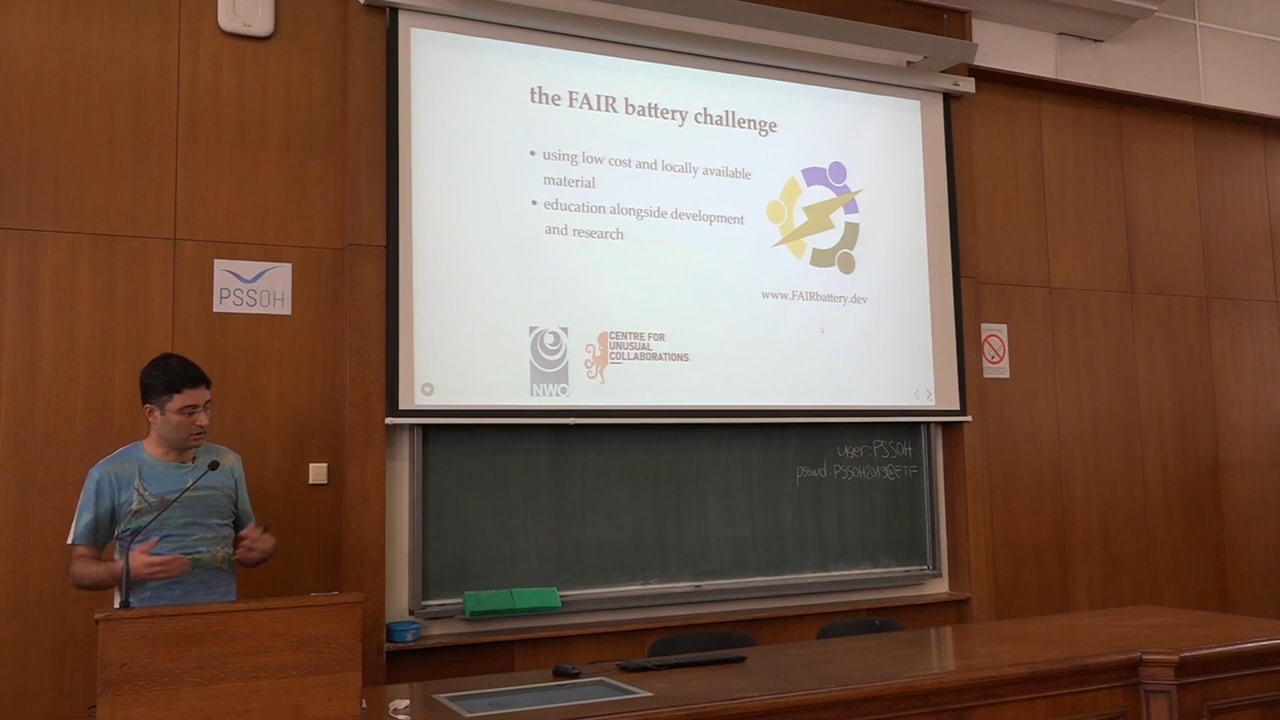 the FAIR battery challenge
• using low cost and locally available
material
• education alongside development
and research
www.FAIRbattery.dev
NWO
CENTRE FOR
UNUSUAL
COLLABORATIONS
PSSOH
user:PSSOH
psswd.PSSOH2019@ETF